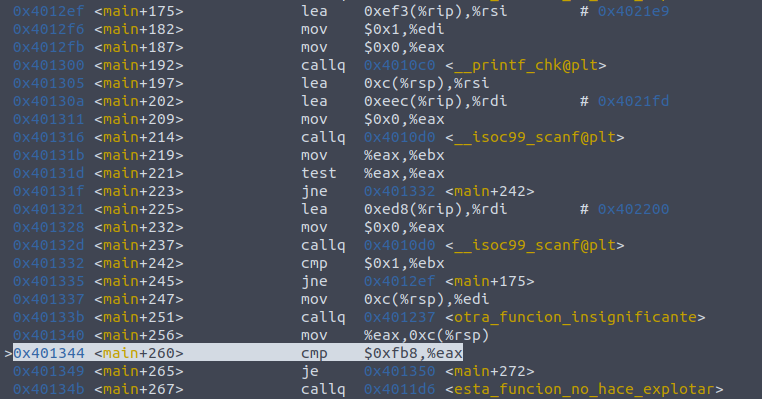 0x4012ef <main+175> lea 0xef3(%rip),%rsi # 0x4021e9
0x4012f6 <main+182> mov $0x1,%edi
0x4012fb <main+187> mov $0x0,%eax
0x401300 <main+192> callq 0x4010c0 <__printf_chk@plt>
0x401305 <main+197> lea 0xc(%rsp),%rsi
0x40130a <main+202> lea 0xeec(%rip),%rdi # 0x4021fd
0x401311 <main+209> mov $0x0,%eax
0x401316 <main+214> callq 0x4010d0 <__isoc99_scanf@plt>
0x40131b <main+219> mov %eax,%ebx
0x40131d <main+221> test %eax,%eax
0x40131f <main+223> jne 0x401332 <main+242>
0x401321 <main+225> lea 0xed8(%rip),%rdi # 0x402200
0x401328 <main+232> mov $0x0,%eax
0x40132d <main+237> callq 0x4010d0 <__isoc99_scanf@plt>
0x401332 <main+242> cmp $0x1,%ebx
0x401335 <main+245> jne 0x4012ef <main+175>
0x401337 <main+247> mov 0xc(%rsp),%edi
0x40133b <main+251> callq 0x401237 <otra_funcion_insignificante>
0x401340 <main+256> mov %eax,0xc(%rsp)
>0x401344 <main+260> cmp $0xfb8,%eax
0x401349 <main+265> je 0x401350 <main+272>
0x40134b <main+267> callq 0x4011d6 <esta_funcion_no_hace_explotar>